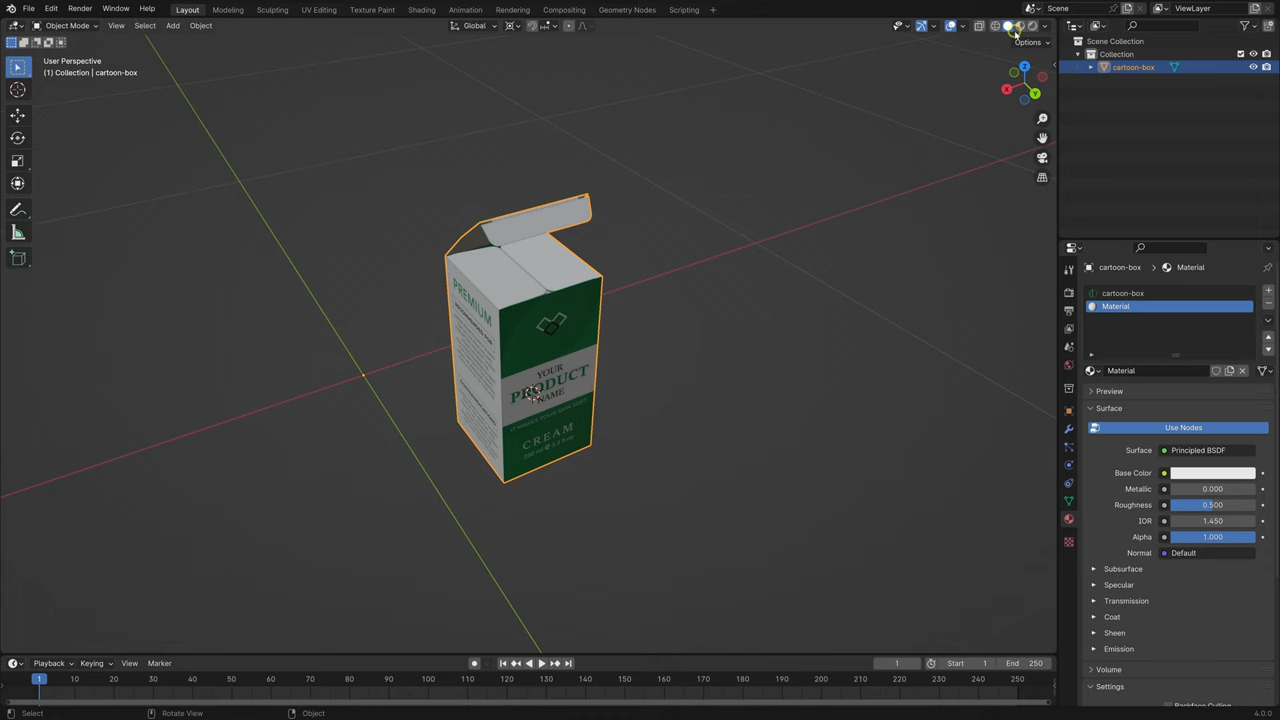 File Edit Render Window Help Layout Modeling Sculpting UV Editing Texture Paint Shading Animation Rendering Compositing Geometry Nodes Scripting + Scene ViewLayer
Object Mode View Select Add Object Global
Options
User Perspective
(1) Collection | cartoon-box
Z
X
Y
Scene Collection
Collection
cartoon-box
PREMIUM
YOUR
PRODUCT
NAME
CREAM
cartoon-box > Material
cartoon-box
Material
Material
Preview
Surface
Use Nodes
Surface Principled BSDF
Base Color
Metallic 0.000
Roughness 0.500
IOR 1.450
Alpha 1.000
Normal Default
Subsurface
Specular
Transmission
Coat
Sheen
Emission
Volume
Settings
Backface Culling
Playback Keying View Marker 1 Start 1 End 250
1 10 20 30 40 50 60 70 80 90 100 110 120 130 140 150 160 170 180 190 200 210 220 230 240 250
Select Rotate View Object 4.0.0